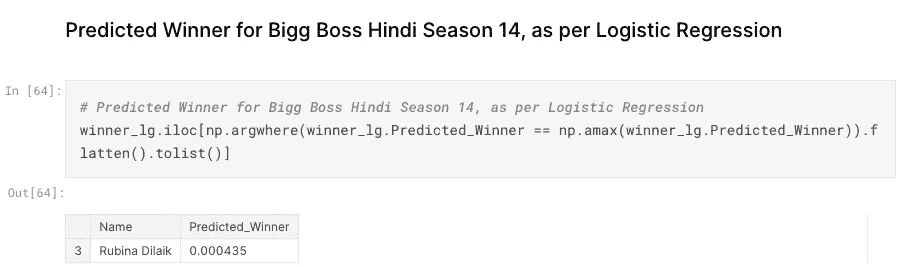 Predicted Winner for Bigg Boss Hindi Season 14, as per Logistic Regression
In [64]:
# Predicted Winner for Bigg Boss Hindi Season 14, as per Logistic Regression
winner_lg.iloc[np.argwhere(winner_lg.Predicted_Winner == np.amax(winner_lg.Predicted_Winner)).f
latten().tolist()]
Out[64]:
Name Predicted_Winner
3 Rubina Dilaik 0.000435